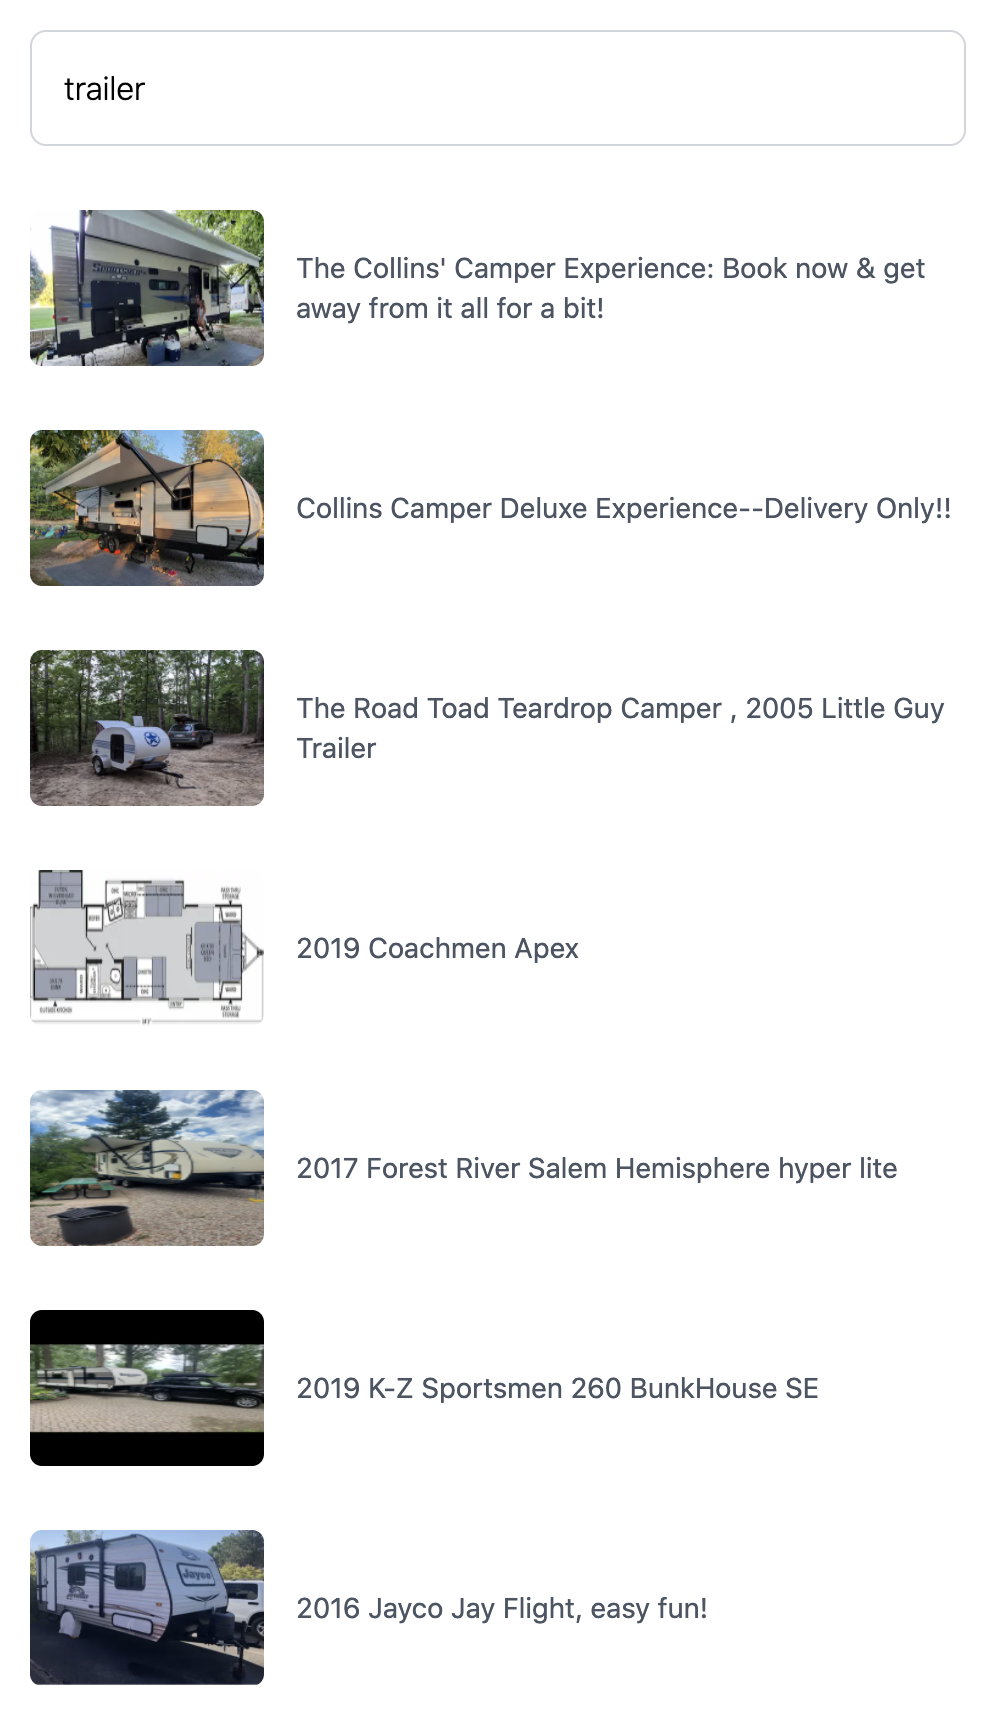 trailer
The Collins' Camper Experience: Book now & get
away from it all for a bit!
Collins Camper Deluxe Experience--Delivery Only!!
The Road Toad Teardrop Camper , 2005 Little Guy
Trailer
2019 Coachmen Apex
2017 Forest River Salem Hemisphere hyper lite
2019 K-Z Sportsmen 260 BunkHouse SE
Jayco
2016 Jayco Jay Flight, easy fun!